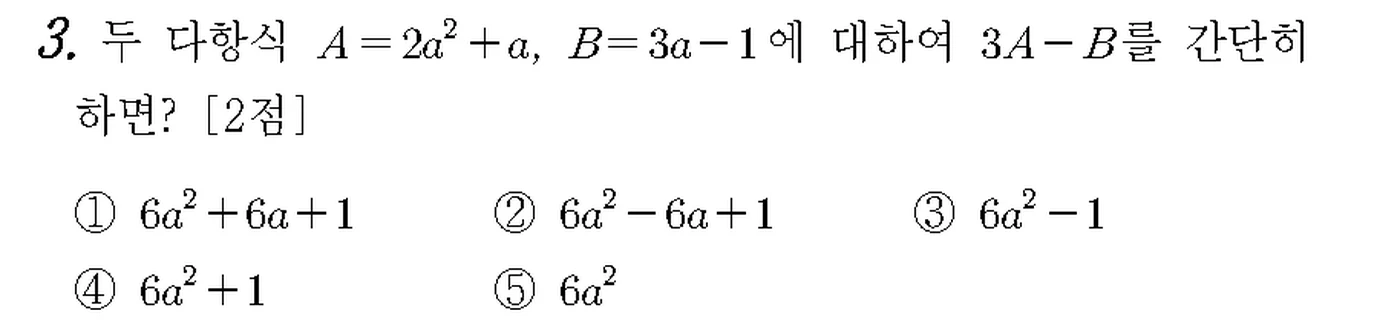 3. 두 다항식 A=2a²+a, B=3a-1에 대하여 3A-B를 간단히
하면? [2점]
① 6a²+6a+1 ② 6a²-6a+1 ③ 6a²-1
④ 6a²+1 ⑤ 6a²